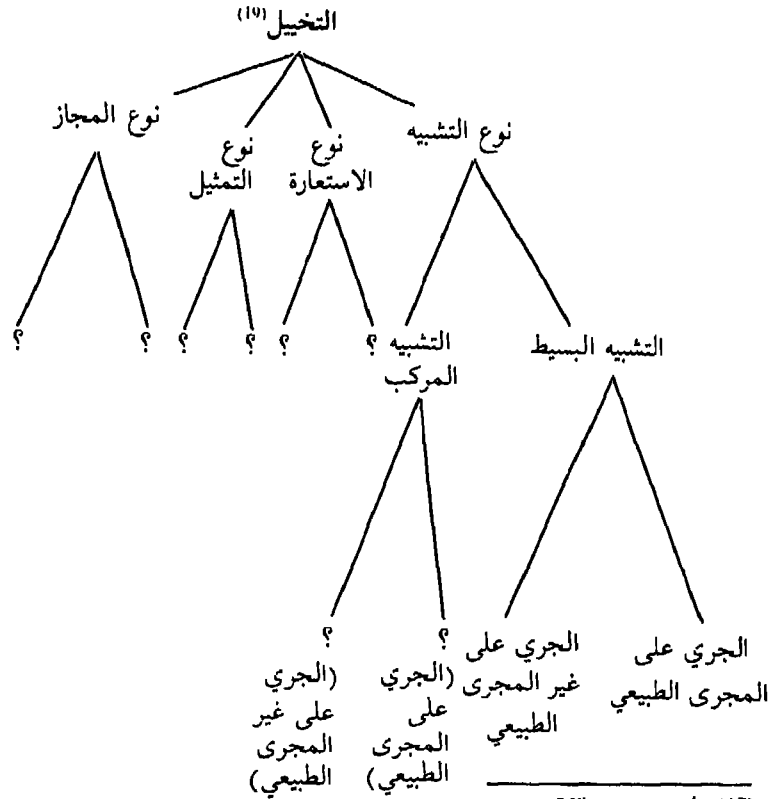 التخييل (١٩)
نوع التشبيه
نوع
الاستعارة
نوع
التمثيل
نوع المجاز
التشبيه البسيط
التشبيه
المركب
؟
؟
؟
؟
؟
؟
الجري على
المجرى الطبيعي
الجري على
غير المجرى
الطبيعي
؟
(الجري
على
المجرى
الطبيعي)
؟
(الجري
على غير
المجرى
الطبيعي)